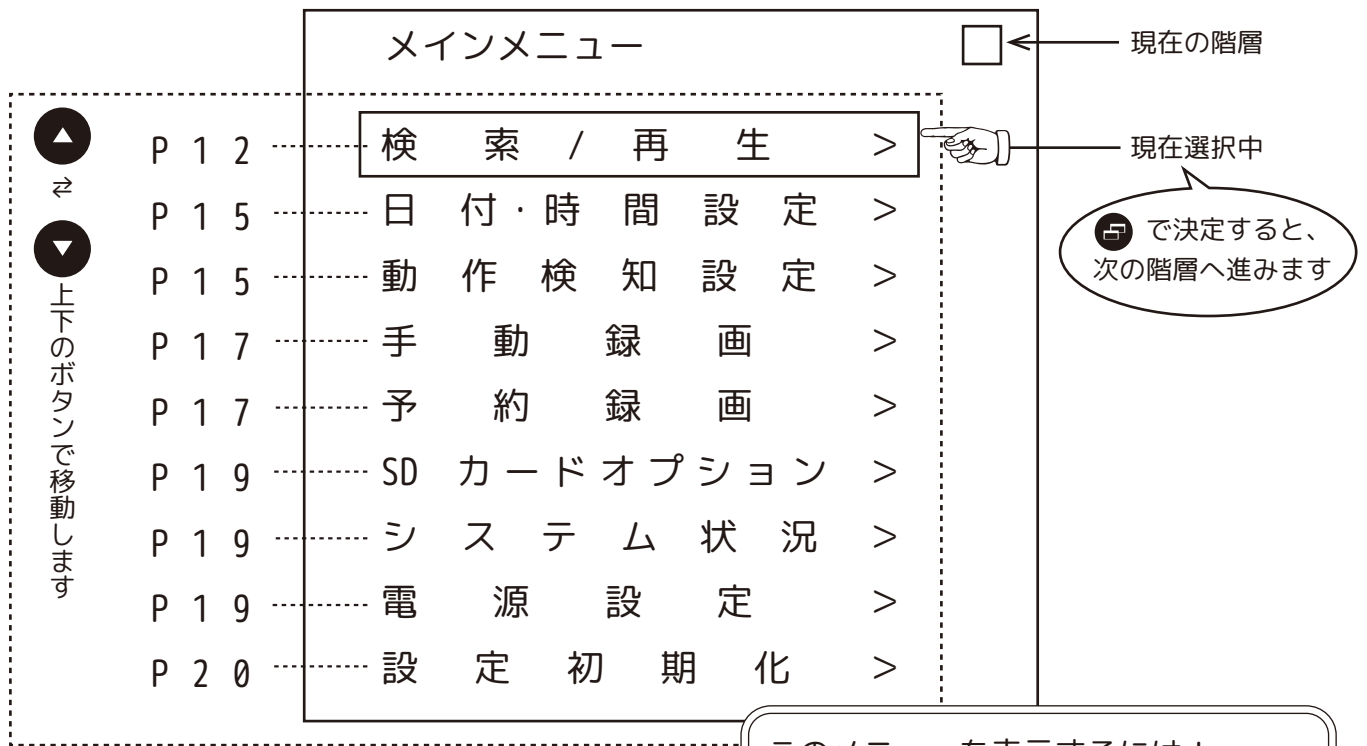 メインメニュー
現在の階層
P12 検索/再生 >
現在選択中
P15 日付・時間設定 >
で決定すると、
次の階層へ進みます
P15 動作検知設定 >
P17 手動録画 >
P17 予約録画 >
P19 SDカードオプション >
P19 システム状況 >
P19 電源設定 >
P20 設定初期化 >
上下のボタンで移動します